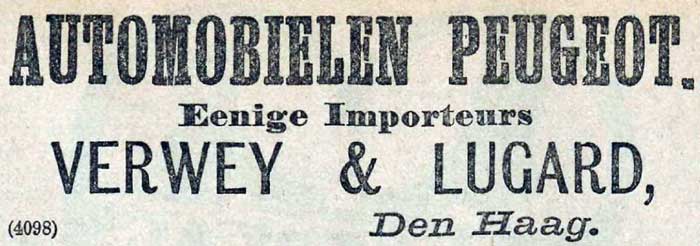 AUTOMOBIELEN PEUGEOT.
Eenige Importeurs
VERWEY & LUGARD,
(4098) Den Haag.